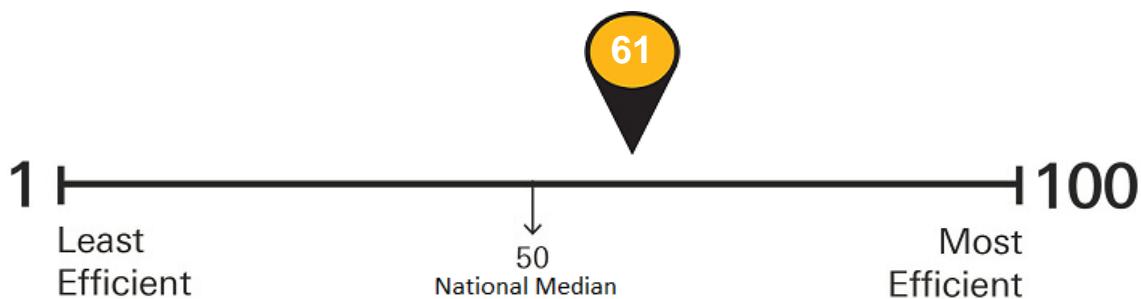 61
1
100
Least
Efficient
50
National Median
Most
Efficient